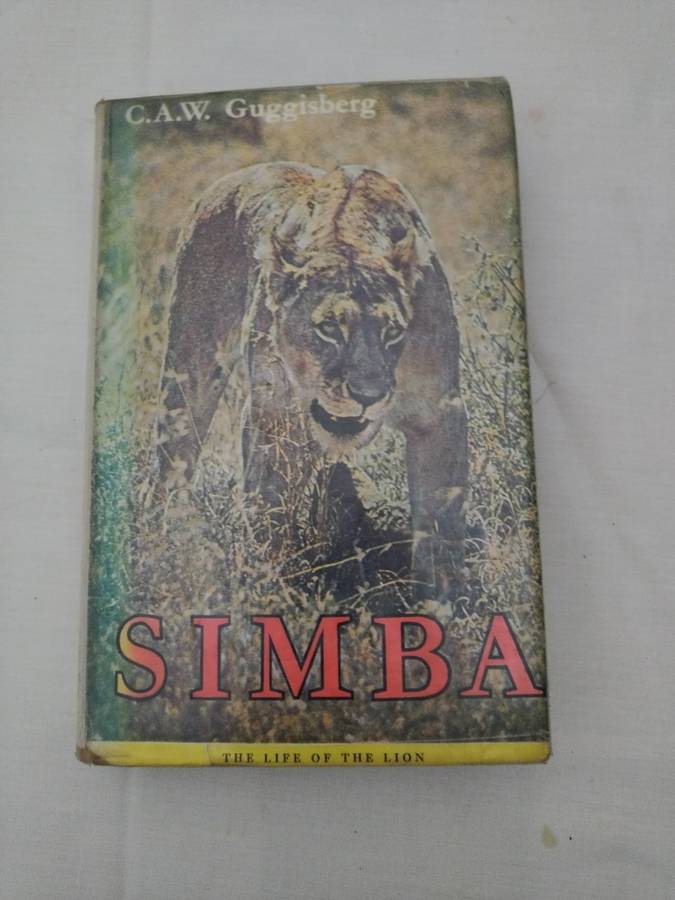 C.A.W. Guggisberg
SIMBA
THE LIFE OF THE LION